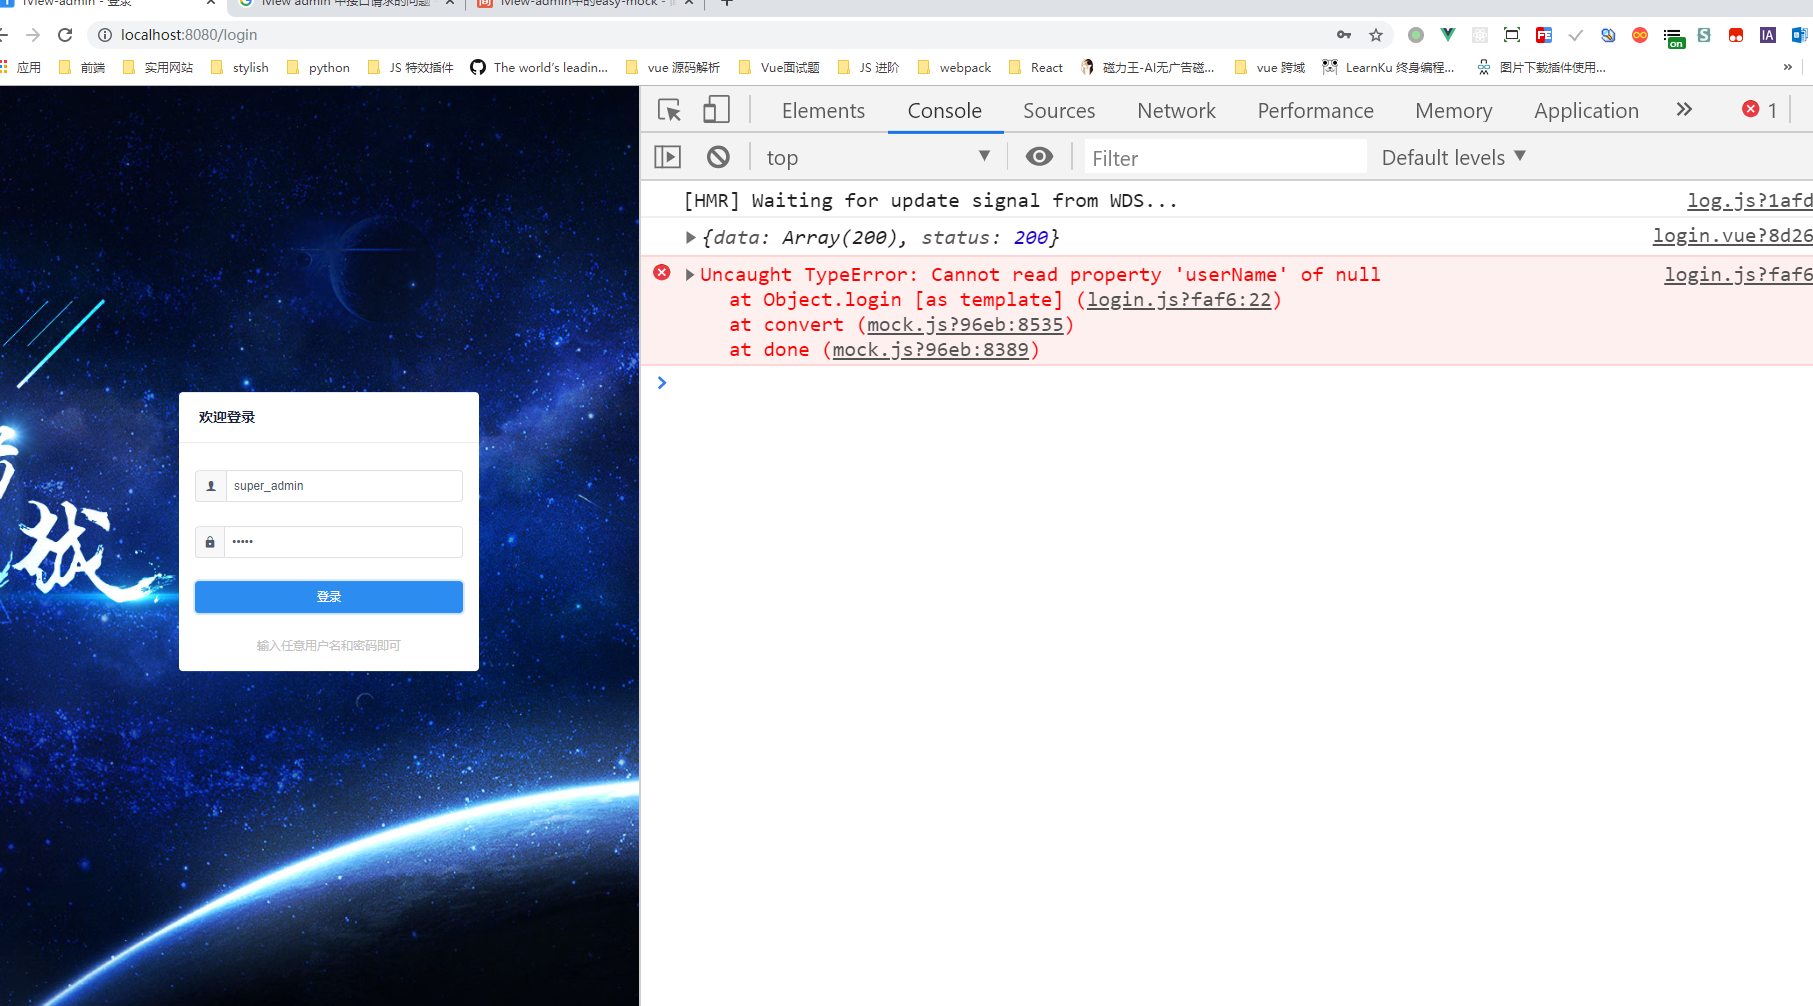 iview-admin - 登录
iview admin 中接口请求的问题
iview-admin中的easy-mock -
localhost:8080/login
应用 前端 实用网站 stylish python JS 特效插件 The world's leadin... vue 源码解析 Vue面试题 JS 进阶 webpack React 磁力王-AI无广告磁... vue 跨域 LearnKu 终身编程... 图片下载插件使用... »
Elements Console Sources Network Performance Memory Application » 1
top Filter Default levels
[HMR] Waiting for update signal from WDS... log.js?1afd
{data: Array(200), status: 200} login.vue?8d26
Uncaught TypeError: Cannot read property 'userName' of null login.js?faf6
at Object.login [as template] (login.js?faf6:22)
at convert (mock.js?96eb:8535)
at done (mock.js?96eb:8389)
欢迎登录
super_admin
•••••
登录
输入任意用户名和密码即可
战
FE
on
IA